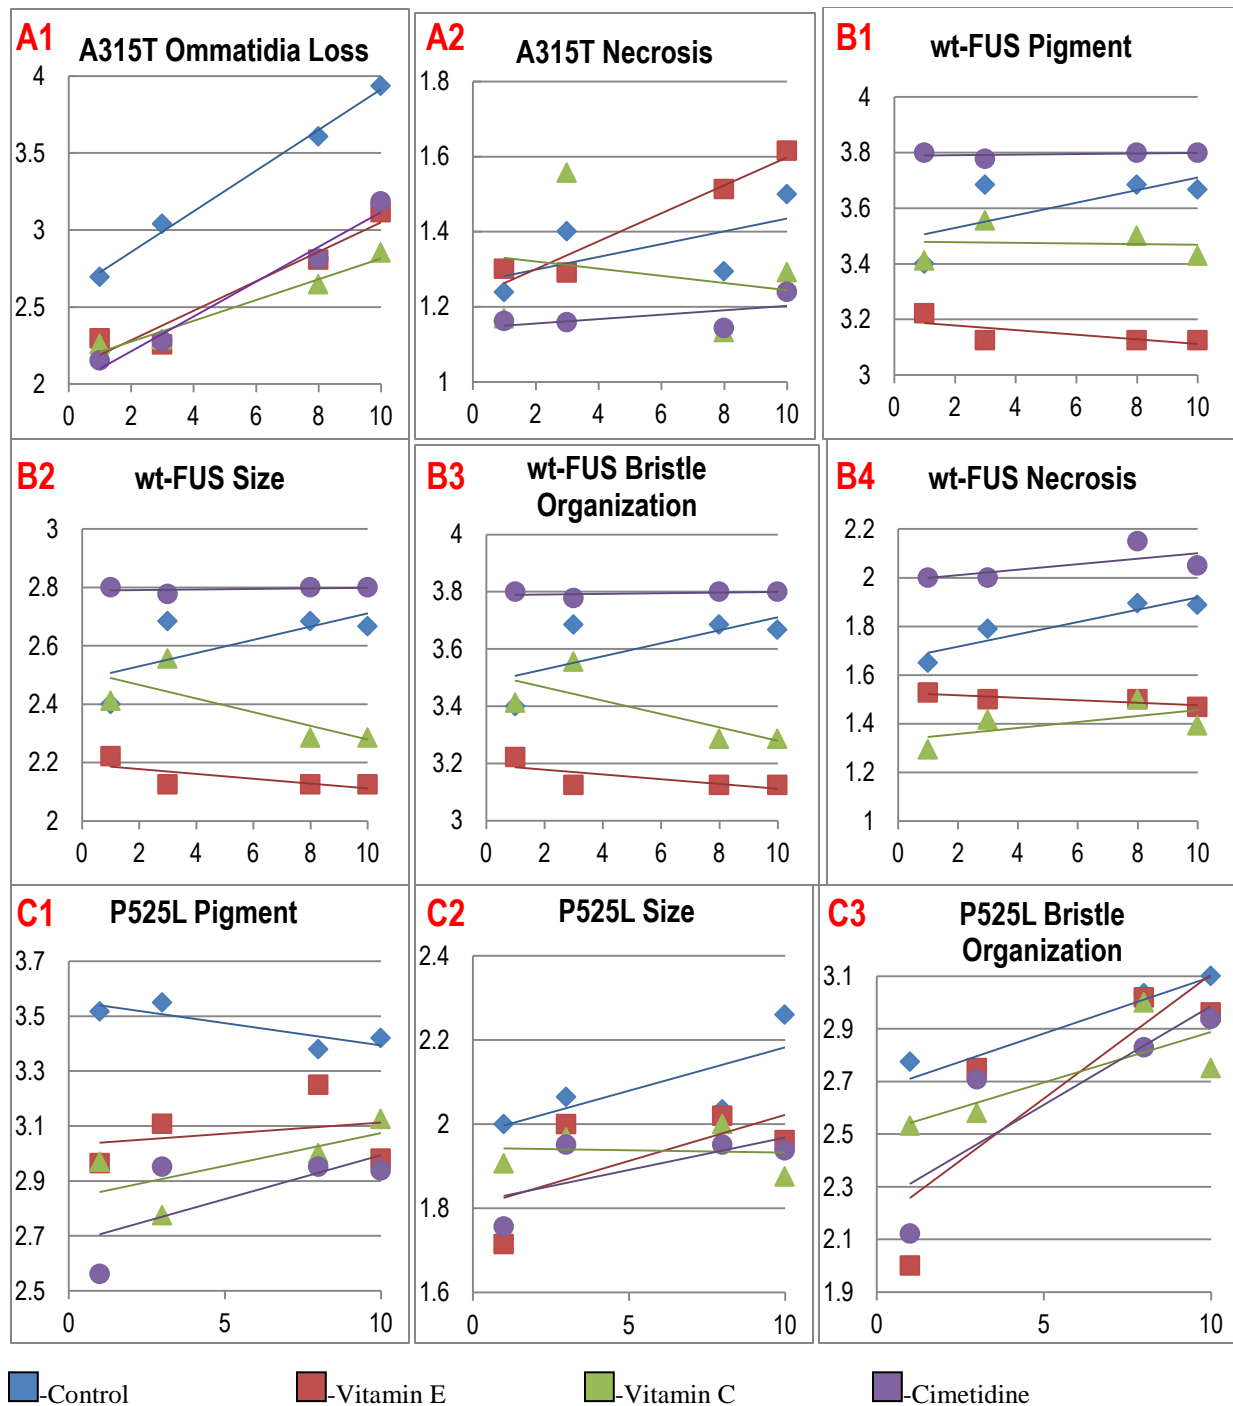 A1
A315T Ommatidia Loss
4
3.5
3
2.5
2
0 2 4 6 8 10
A2
A315T Necrosis
1.8
1.6
1.4
1.2
1
0 2 4 6 8 10
B1
wt-FUS Pigment
4
3.8
3.6
3.4
3.2
3
0 2 4 6 8 10
B2
wt-FUS Size
3
2.8
2.6
2.4
2.2
2
0 2 4 6 8 10
B3
wt-FUS Bristle
Organization
4
3.8
3.6
3.4
3.2
3
0 2 4 6 8 10
B4
wt-FUS Necrosis
2.2
2
1.8
1.6
1.4
1.2
1
0 2 4 6 8 10
C1
P525L Pigment
3.7
3.5
3.3
3.1
2.9
2.7
2.5
0 5 10
C2
P525L Size
2.4
2.2
2
1.8
1.6
0 5 10
C3
P525L Bristle
Organization
3.1
2.9
2.7
2.5
2.3
2.1
1.9
0 5 10
-Control -Vitamin E -Vitamin C -Cimetidine